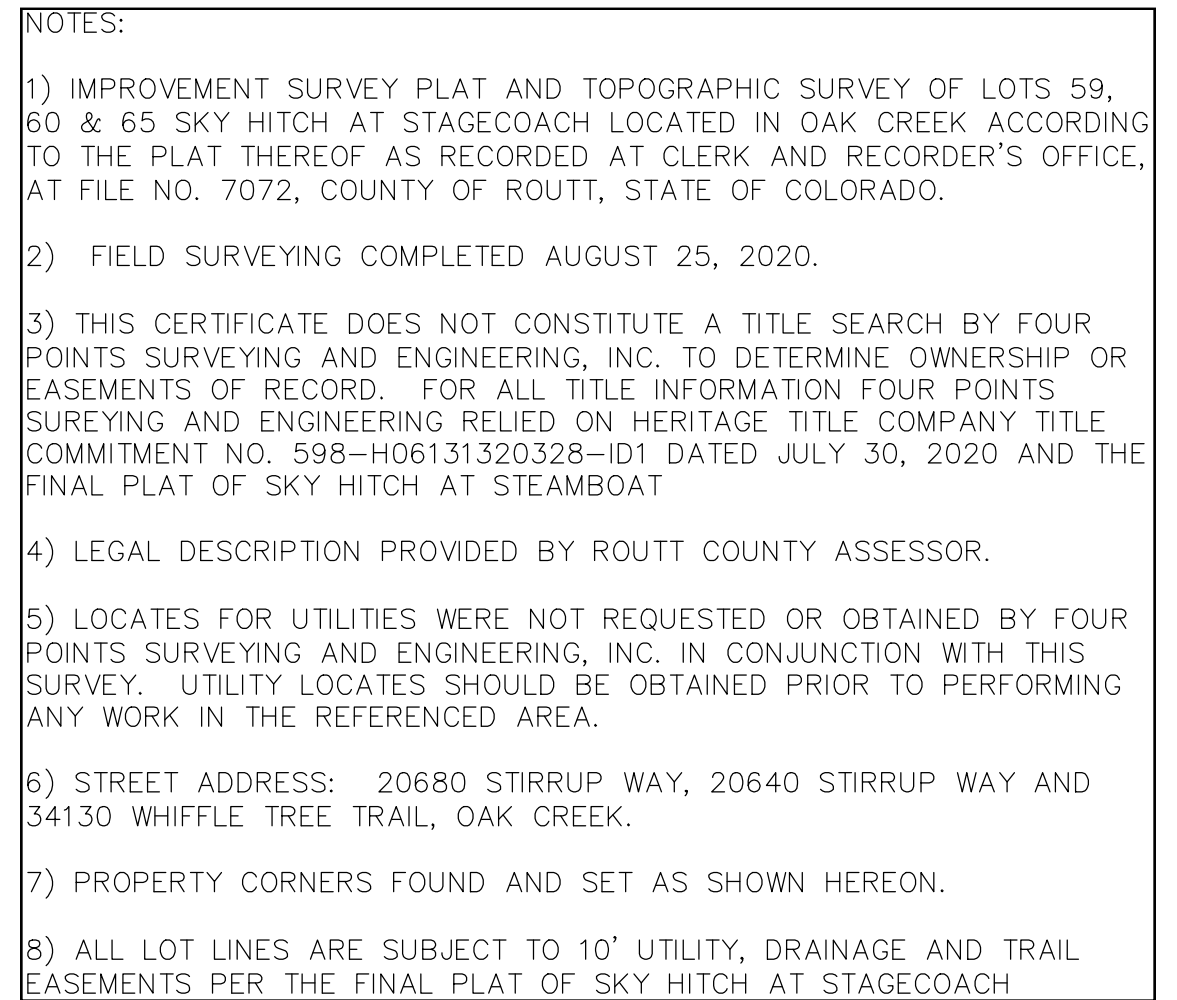 NOTES:
1) IMPROVEMENT SURVEY PLAT AND TOPOGRAPHIC SURVEY OF LOTS 59,
60 & 65 SKY HITCH AT STAGECOACH LOCATED IN OAK CREEK ACCORDING
TO THE PLAT THEREOF AS RECORDED AT CLERK AND RECORDER'S OFFICE,
AT FILE NO. 7072, COUNTY OF ROUTT, STATE OF COLORADO.
2) FIELD SURVEYING COMPLETED AUGUST 25, 2020.
3) THIS CERTIFICATE DOES NOT CONSTITUTE A TITLE SEARCH BY FOUR
POINTS SURVEYING AND ENGINEERING, INC. TO DETERMINE OWNERSHIP OR
EASEMENTS OF RECORD. FOR ALL TITLE INFORMATION FOUR POINTS
SUREYING AND ENGINEERING RELIED ON HERITAGE TITLE COMPANY TITLE
COMMITMENT NO. 598-H06131320328-ID1 DATED JULY 30, 2020 AND THE
FINAL PLAT OF SKY HITCH AT STEAMBOAT
4) LEGAL DESCRIPTION PROVIDED BY ROUTT COUNTY ASSESSOR.
5) LOCATES FOR UTILITIES WERE NOT REQUESTED OR OBTAINED BY FOUR
POINTS SURVEYING AND ENGINEERING, INC. IN CONJUNCTION WITH THIS
SURVEY. UTILITY LOCATES SHOULD BE OBTAINED PRIOR TO PERFORMING
ANY WORK IN THE REFERENCED AREA.
6) STREET ADDRESS: 20680 STIRRUP WAY, 20640 STIRRUP WAY AND
34130 WHIFFLE TREE TRAIL, OAK CREEK.
7) PROPERTY CORNERS FOUND AND SET AS SHOWN HEREON.
8) ALL LOT LINES ARE SUBJECT TO 10' UTILITY, DRAINAGE AND TRAIL
EASEMENTS PER THE FINAL PLAT OF SKY HITCH AT STAGECOACH